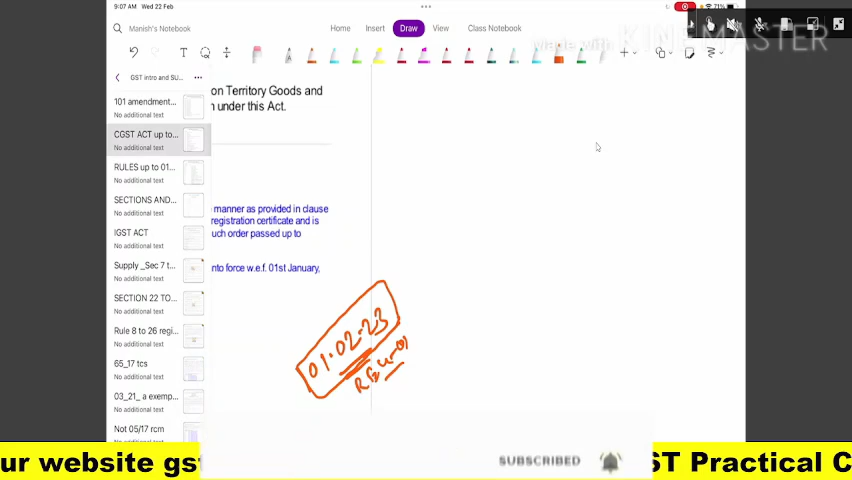 9:07 AM Wed 22 Feb
71%
Manish's Notebook
Home Insert Draw View Class Notebook
made with KINEMASTER
GST intro and SU...
101 amendment...
No additional text
CGST ACT up to...
No additional text
RULES up to 01...
No additional text
SECTIONS AND...
No additional text
IGST ACT
No additional text
Supply _Sec 7 t...
No additional text
SECTION 22 TO...
No additional text
Rule 8 to 26 regi...
No additional text
65_17 tcs
No additional text
03_21_ a exemp...
No additional text
Not 05/17 rcm
No additional text
on Territory Goods and
n under this Act.
manner as provided in clause
registration certificate and is
uch order passed up to
nto force w.e.f. 01st January,
01.02.23
SUBSCRIBED
ur website gst
ST Practical C